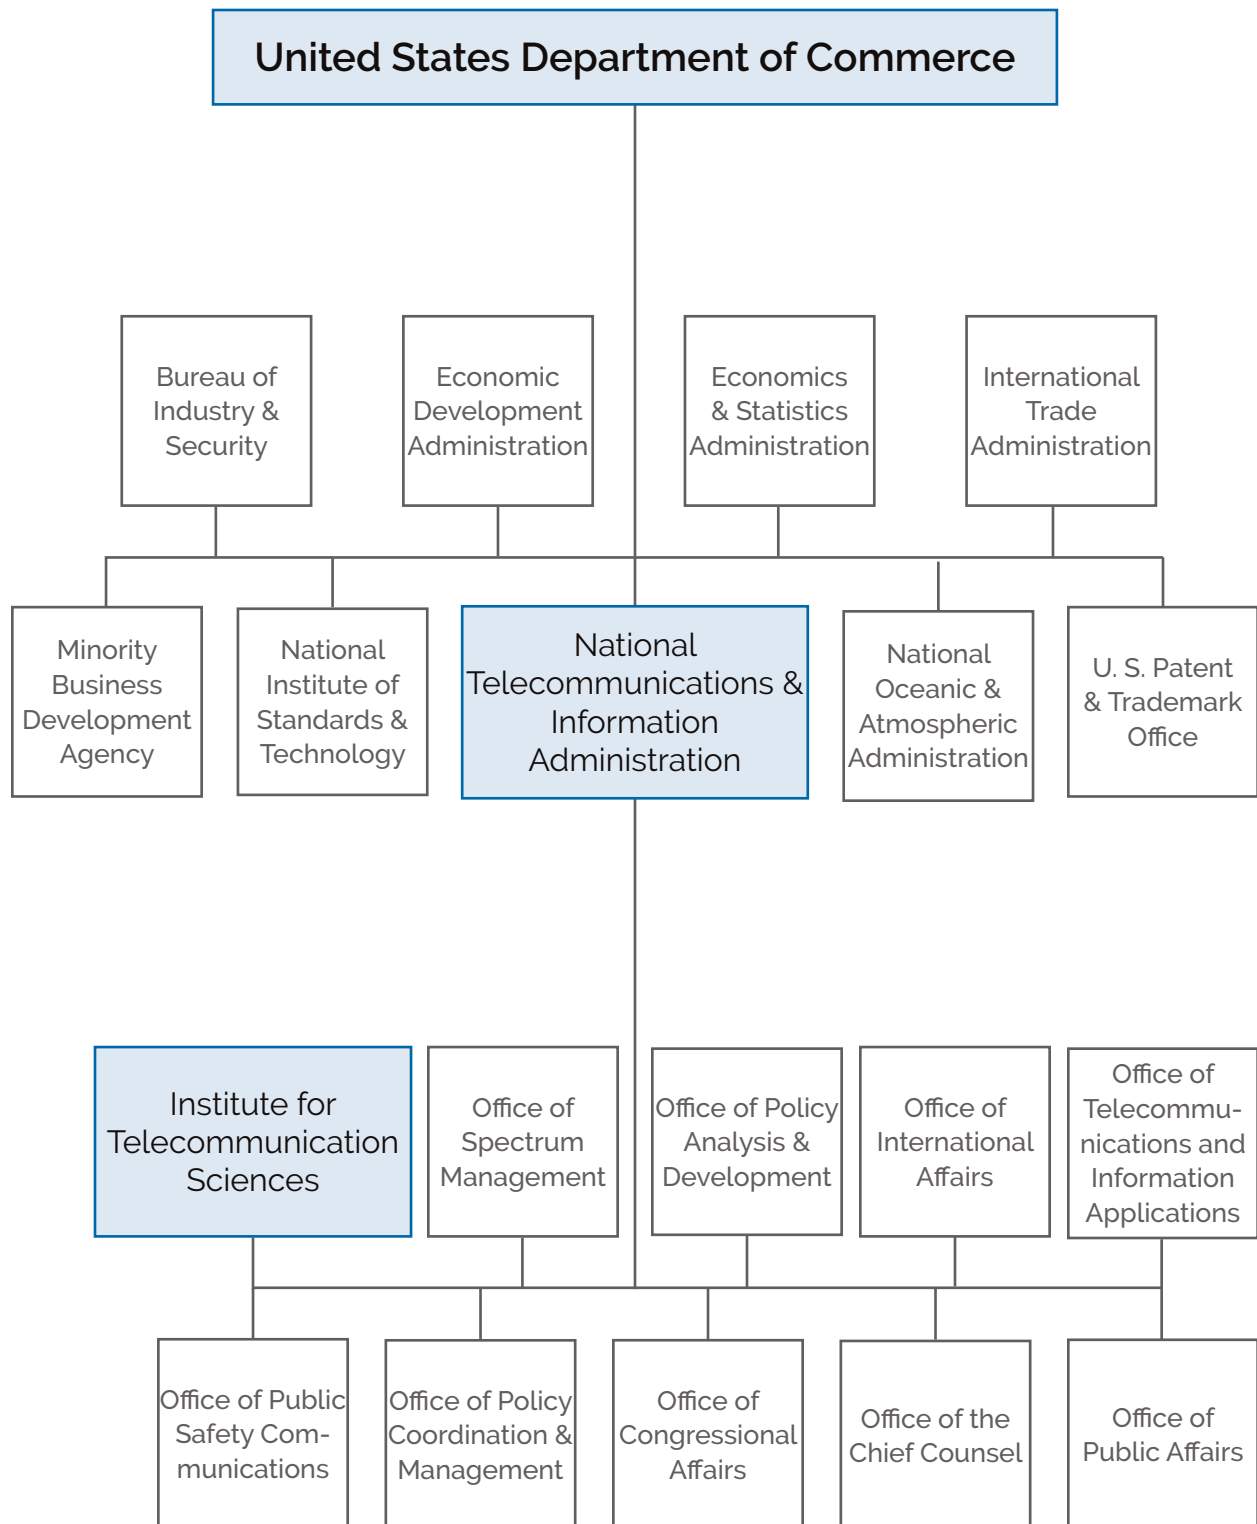 United States Department of Commerce
Bureau of
Industry &
Security
Economic
Development
Administration
Economics
& Statistics
Administration
International
Trade
Administration
Minority
Business
Development
Agency
National
Institute of
Standards &
Technology
National
Telecommunications &
Information
Administration
National
Oceanic &
Atmospheric
Administration
U. S. Patent
& Trademark
Office
Institute for
Telecommunication
Sciences
Office of
Spectrum
Management
Office of Policy
Analysis &
Development
Office of
International
Affairs
Office of
Telecommu-
nications and
Information
Applications
Office of Public
Safety Com-
munications
Office of Policy
Coordination &
Management
Office of
Congressional
Affairs
Office of the
Chief Counsel
Office of
Public Affairs